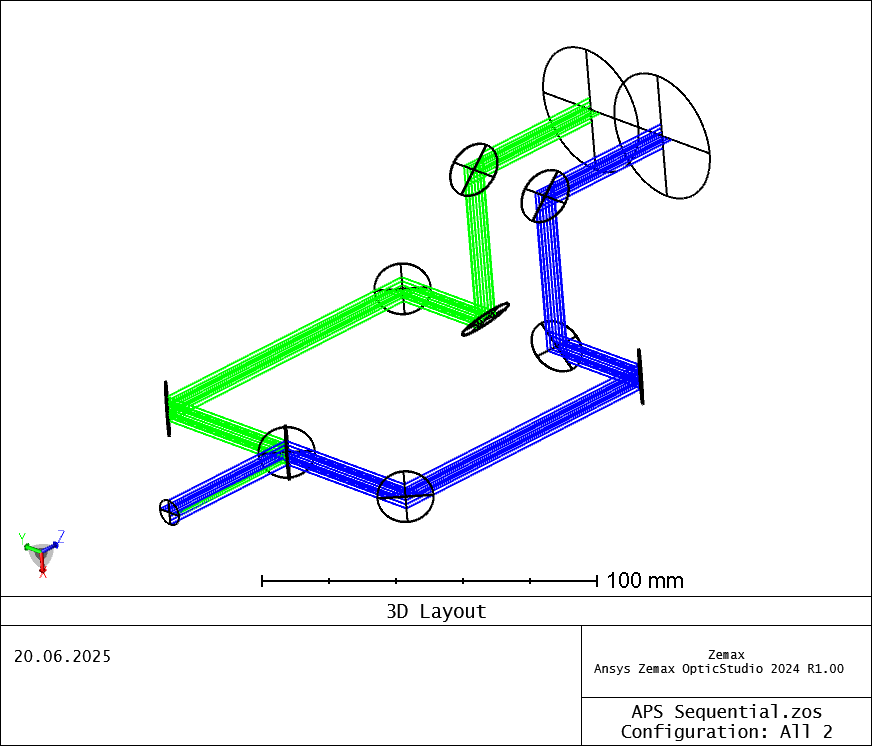 Y
Z
X
100 mm
3D Layout
20.06.2025
Zemax
Ansys Zemax OpticStudio 2024 R1.00
APS Sequential.zos
Configuration: All 2